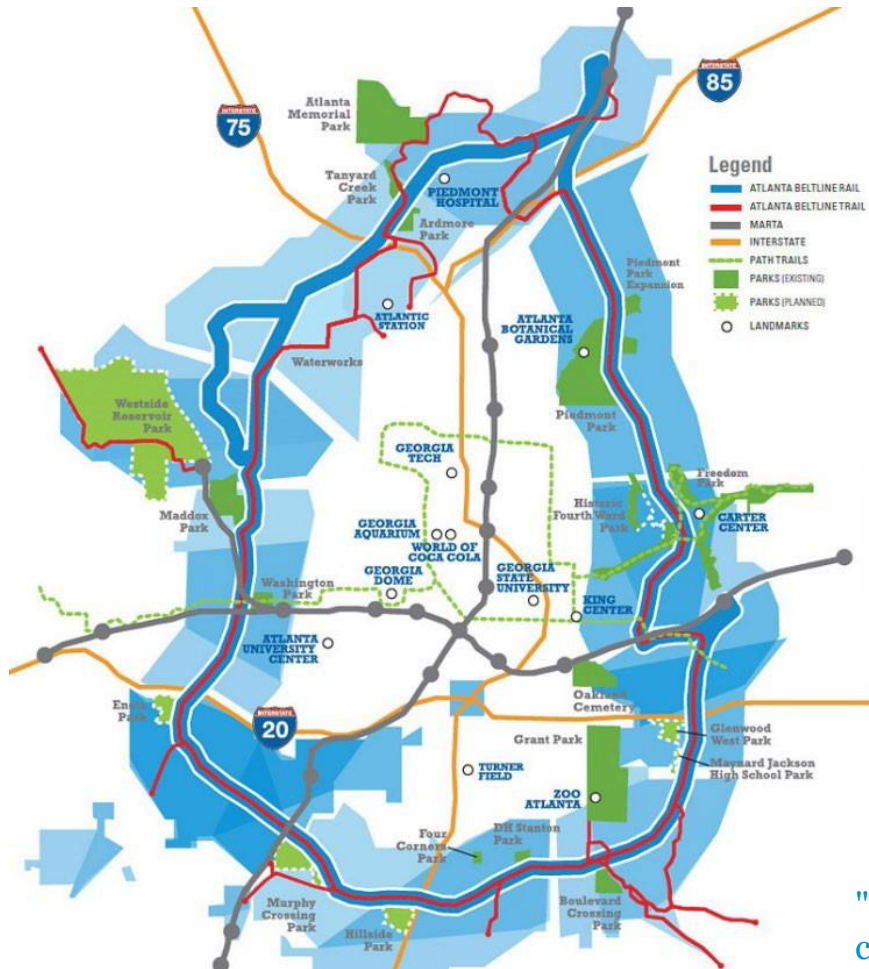 INTERSTATE
85
INTERSTATE
75
Atlanta
Memorial
Park
Tanyard
Creek
Park
PIEDMONT
HOSPITAL
Ardmore
Park
Legend
ATLANTA BELTLINE RAIL
ATLANTA BELTLINE TRAIL
MARTA
INTERSTATE
PATH TRAILS
PARKS (EXISTING)
PARKS (PLANNED)
LANDMARKS
Piedmont
Park
Expansion
ATLANTIC
STATION
ATLANTA
BOTANICAL
GARDENS
Waterworks
Westside
Reservoir
Park
Piedmont
Park
GEORGIA
TECH
Freedom
Park
Maddox
Park
Historic
Fourth Ward
Park
CARTER
CENTER
GEORGIA
AQUARIUM
WORLD OF
COCA COLA
GEORGIA
DOME
GEORGIA
STATE
UNIVERSITY
Washington
Park
KING
CENTER
ATLANTA
UNIVERSITY
CENTER
Oakland
Cemetery
Enota
Park
INTERSTATE
20
Grant Park
Glenwood
West Park
Maynard Jackson
High School Park
TURNER
FIELD
ZOO
ATLANTA
Four
Corners
Park
DH Stanton
Park
Murphy
Crossing
Park
Hillside
Park
Boulevard
Crossing
Park
"
c